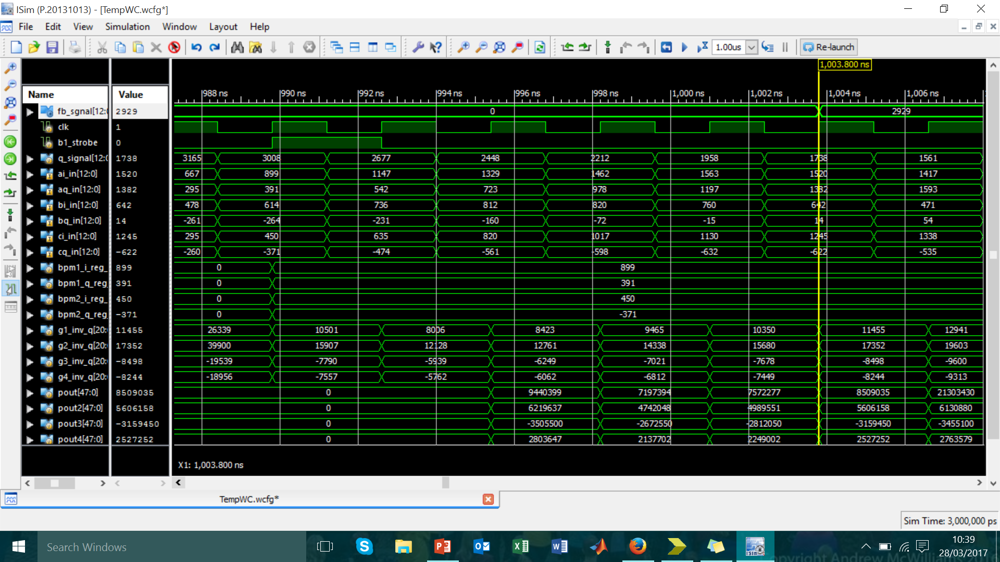 ISim (P.20131013) - [TempWC.wcfg*]
File Edit View Simulation Window Layout Help
1.00us Re-launch
1,003.800 ns
Name Value
988 ns 990 ns 992 ns 994 ns 996 ns 998 ns 1,000 ns 1,002 ns 1,004 ns 1,006 ns
fb_sgnal[12:0 2929 0 2929
clk 1
b1_strobe 0
q_signal[12:0 1738 3165 3008 2677 2448 2212 1958 1738 1561
ai_in[12:0] 1520 667 899 1147 1329 1462 1563 1520 1417
aq_in[12:0] 1382 295 391 542 723 978 1197 1382 1593
bi_in[12:0] 642 478 614 736 812 820 760 642 471
bq_in[12:0] 14 -261 -264 -231 -160 -72 -15 14 54
ci_in[12:0] 1245 295 450 635 820 1017 1130 1245 1338
cq_in[12:0] -622 -260 -371 -474 -561 -598 -632 -622 -535
bpm1_i_reg_ 899 0 899
bpm1_q_reg_ 391 0 391
bpm2_i_reg_ 450 0 450
bpm2_q_reg_ -371 0 -371
g1_inv_q[20: 11455 26339 10501 8006 8423 9465 10350 11455 12941
g2_inv_q[20: 17352 39900 15907 12128 12761 14338 15680 17352 19603
g3_inv_q[20: -8498 -19539 -7790 -5939 -6249 -7021 -7678 -8498 -9600
g4_inv_q[20: -8244 -18956 -7557 -5762 -6062 -6812 -7449 -8244 -9313
pout[47:0] 8509035 0 9440399 7197394 7572277 8509035 21303430
pout2[47:0] 5606158 0 6219637 4742048 4989551 5606158 6130880
pout3[47:0] -3159450 0 -3505500 -2672550 -2812050 -3159450 -3455100
pout4[47:0] 2527252 0 2803647 2137702 2249002 2527252 2763579
X1: 1,003.800 ns
TempWC.wcfg*
Sim Time: 3,000,000 ps
Search Windows
10:39
28/03/2017